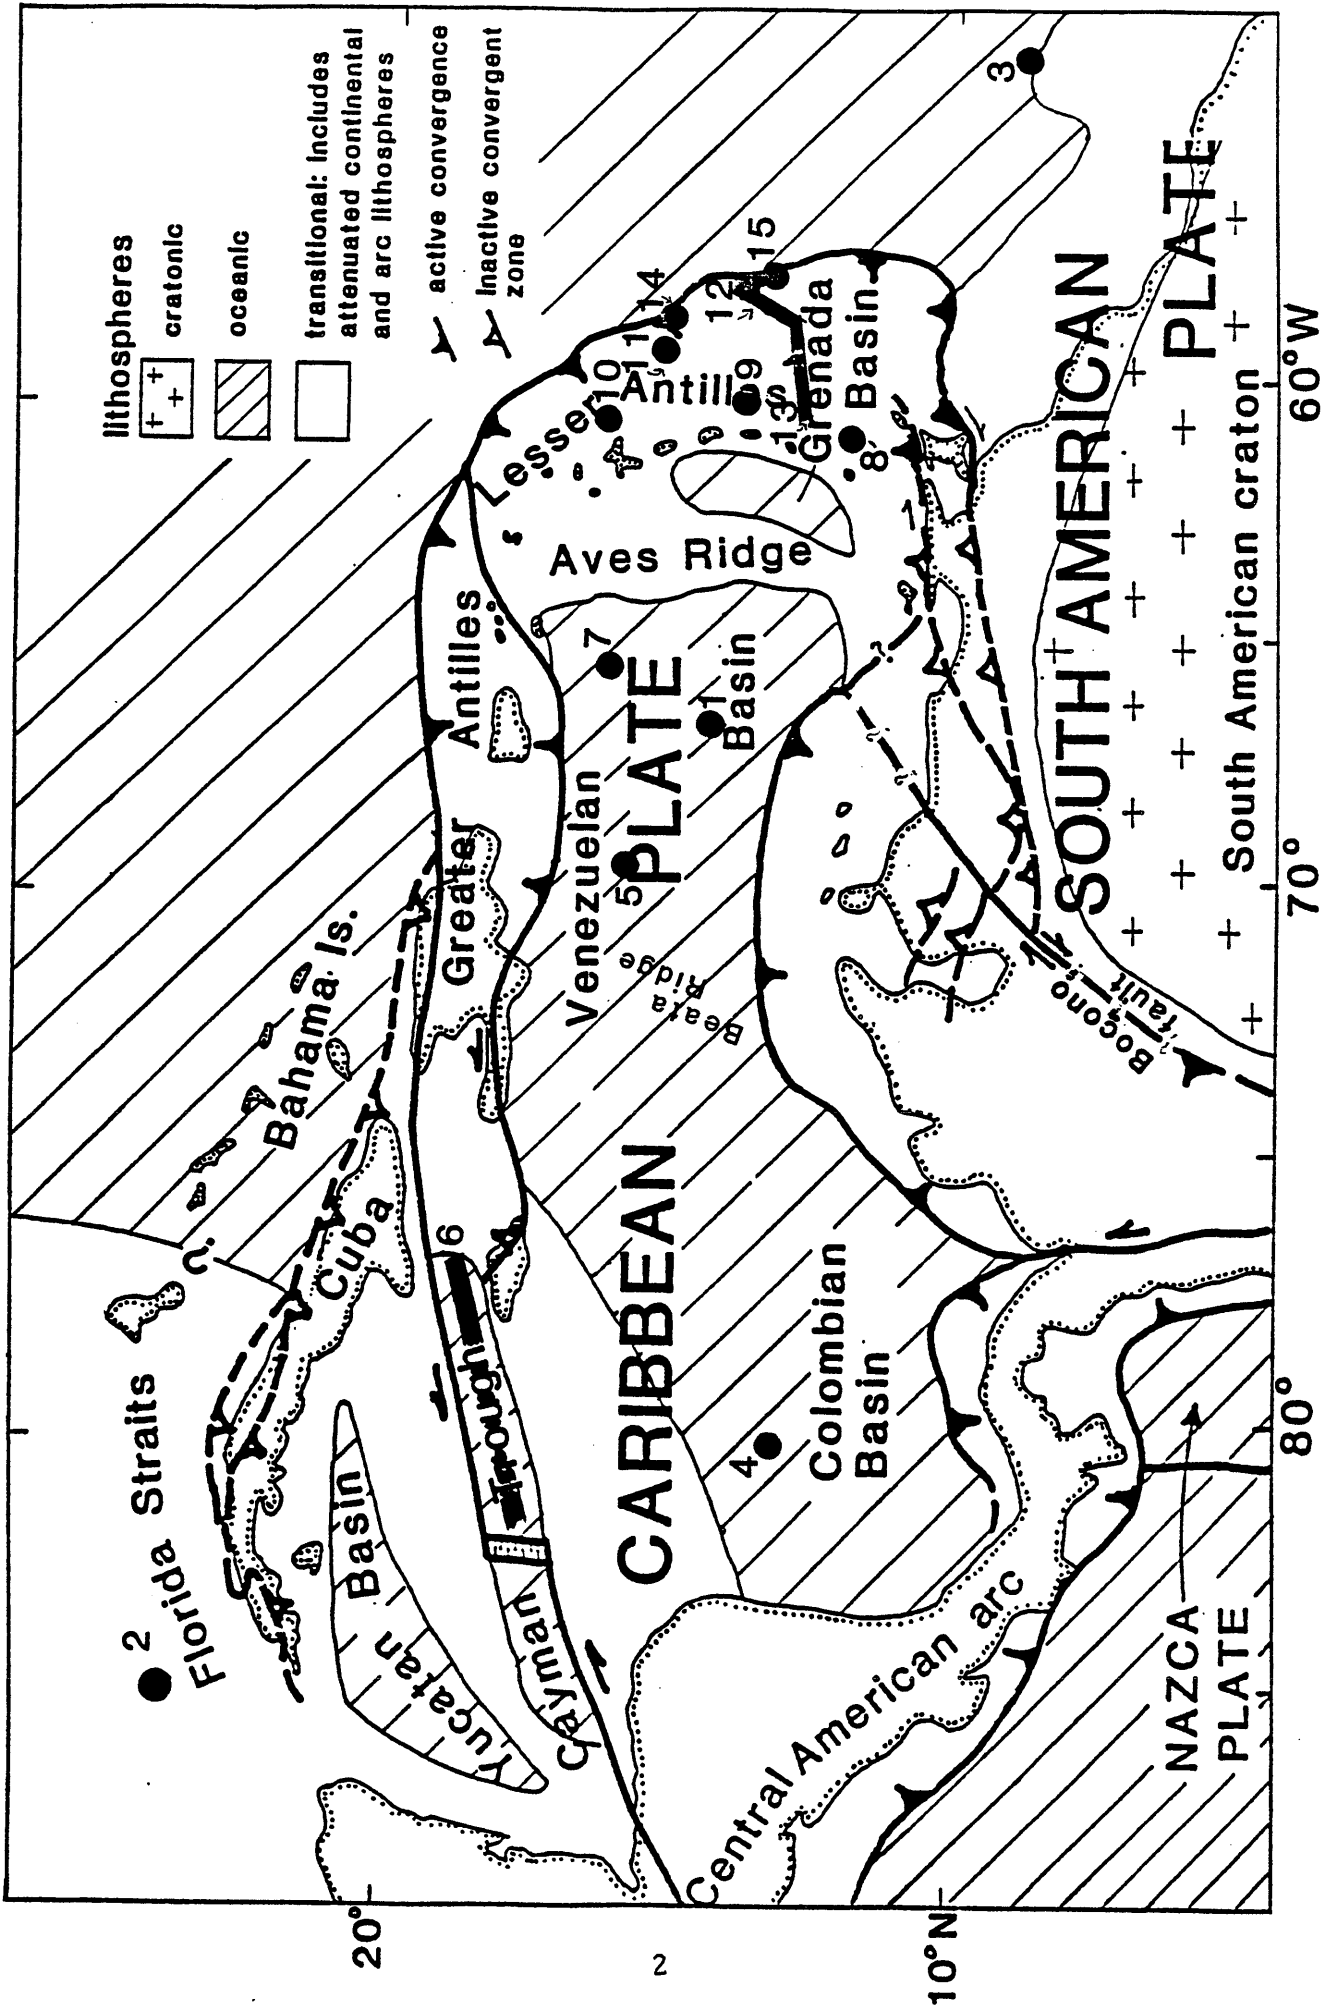 lithospheres
cratonic
oceanic
transitional: includes
attenuated continental
and arc lithospheres
active convergence
inactive convergent
zone
2
Florida Straits
Bahama Is.
?
Cuba
Yucatan
Basin
Cayman
Trough
6
Greater
Antilles
Lesser
Antilles
10
11
14
12
15
9
13
8
Grenada
Basin
Aves Ridge
7
1
Venezuelan
Basin
5
Beata
Ridge
CARIBBEAN
PLATE
4
Colombian
Basin
Central American arc
NAZCA
PLATE
Bocono
fault
?
?
?
?
SOUTH AMERICAN
PLATE
South American craton
3
20°
10°N
80°
70°
60°W
2